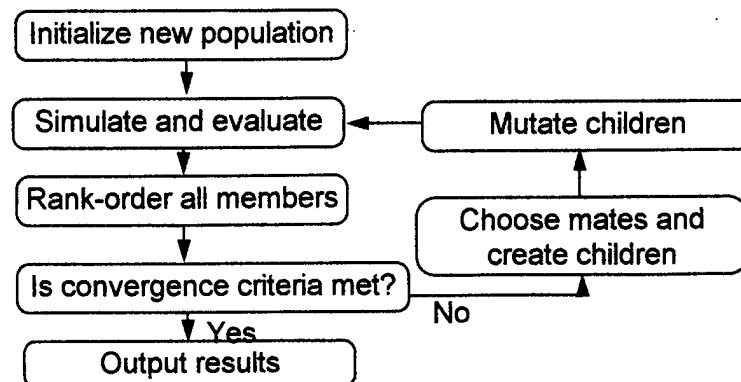 Initialize new population
Simulate and evaluate
Mutate children
Rank-order all members
Choose mates and
create children
Is convergence criteria met?
No
Yes
Output results